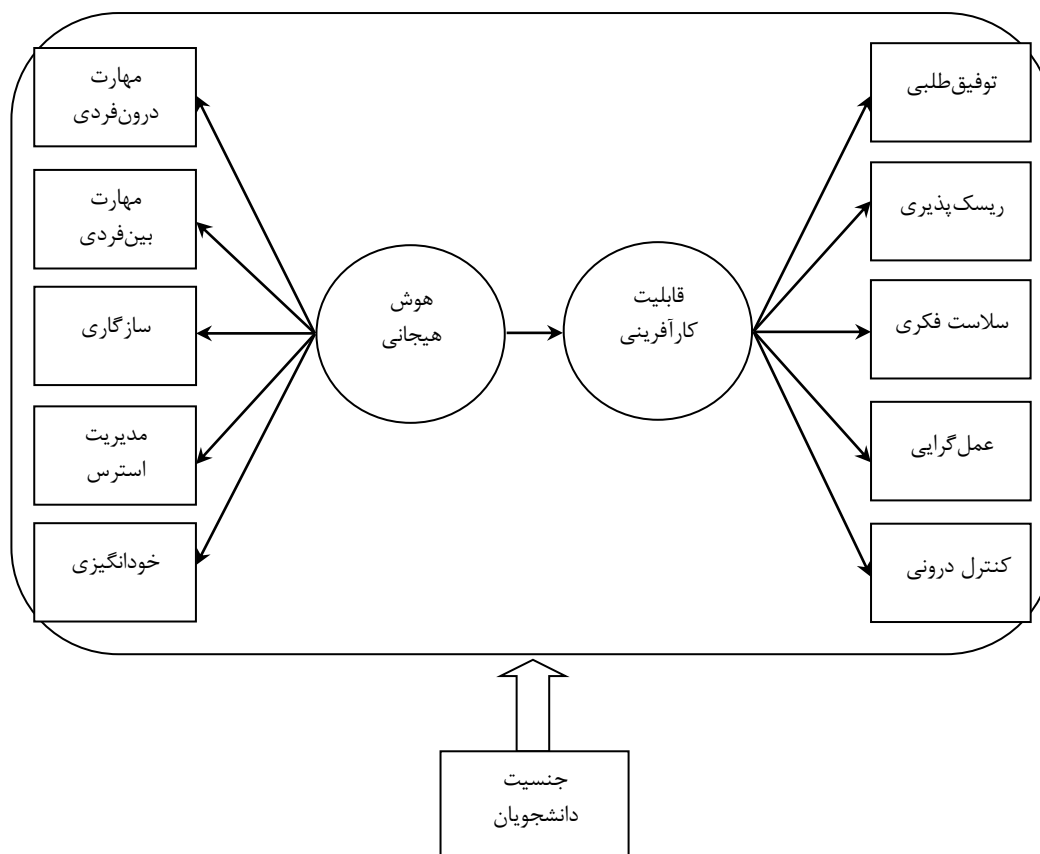 مهارت
درون‌فردی
مهارت
بین‌فردی
سازگاری
مدیریت
استرس
خودانگیزی
هوش
هیجانی
قابلیت
کارآفرینی
توفیق‌طلبی
ریسک‌پذیری
سلاست فکری
عمل‌گرایی
کنترل درونی
جنسیت
دانشجویان